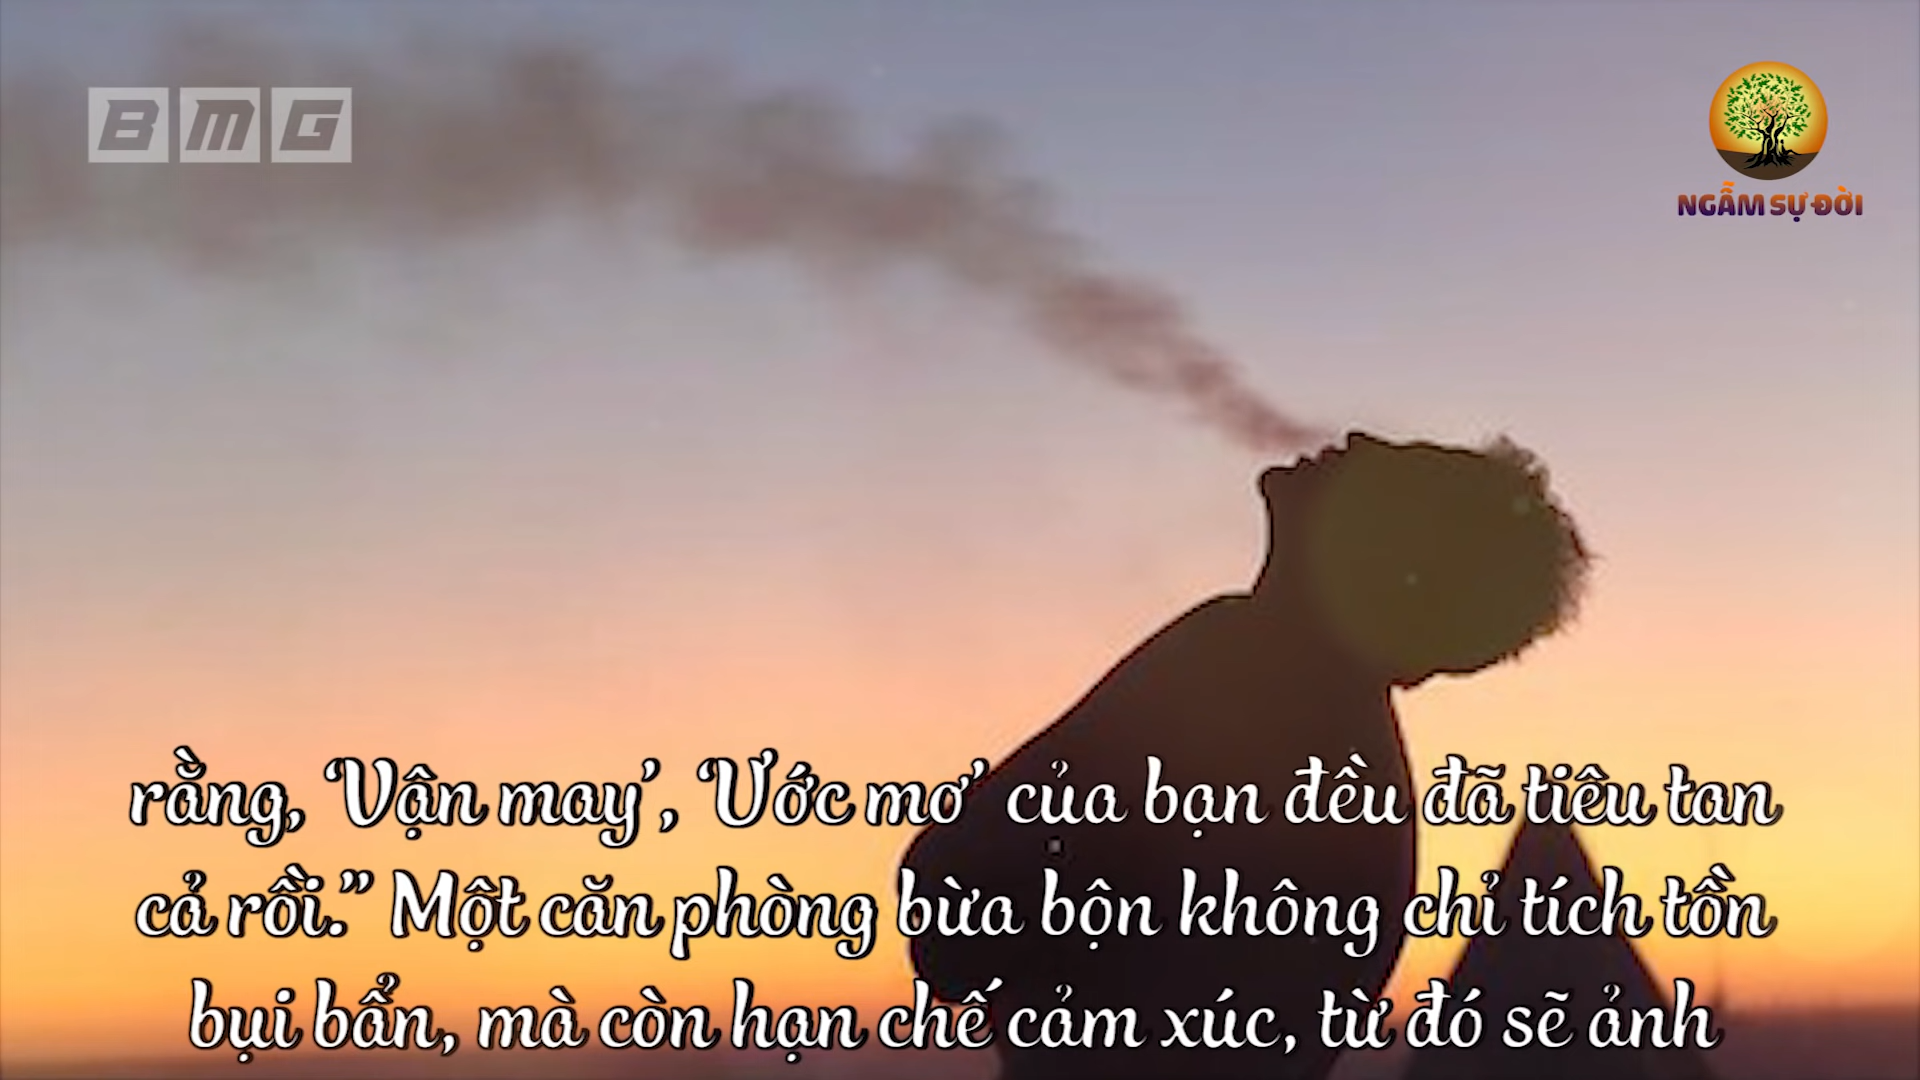 BMG
NGẪM SỰ ĐỜI
rằng, ‘Vận may’, ‘Ước mơ’ của bạn đều đã tiêu tan
cả rồi.” Một căn phòng bừa bộn không chỉ tích tồn
bụi bẩn, mà còn hạn chế cảm xúc, từ đó sẽ ảnh